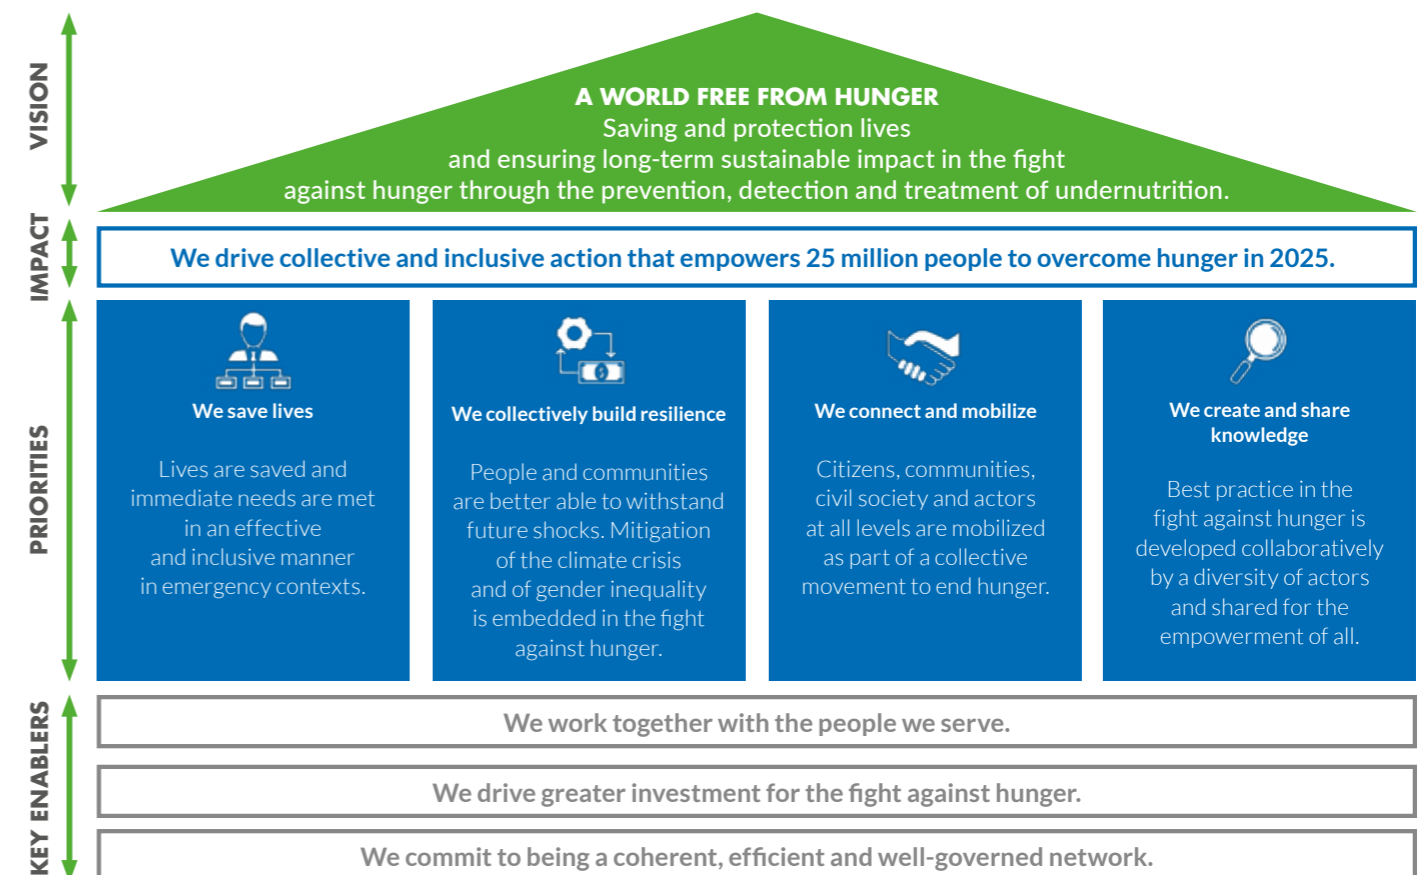 VISION
A WORLD FREE FROM HUNGER
Saving and protection lives
and ensuring long-term sustainable impact in the fight
against hunger through the prevention, detection and treatment of undernutrition.
IMPACT
We drive collective and inclusive action that empowers 25 million people to overcome hunger in 2025.
PRIORITIES
We save lives
Lives are saved and
immediate needs are met
in an effective
and inclusive manner
in emergency contexts.
We collectively build resilience
People and communities
are better able to withstand
future shocks. Mitigation
of the climate crisis
and of gender inequality
is embedded in the fight
against hunger.
We connect and mobilize
Citizens, communities,
civil society and actors
at all levels are mobilized
as part of a collective
movement to end hunger.
We create and share
knowledge
Best practice in the
fight against hunger is
developed collaboratively
by a diversity of actors
and shared for the
empowerment of all.
KEY ENABLERS
We work together with the people we serve.
We drive greater investment for the fight against hunger.
We commit to being a coherent, efficient and well-governed network.